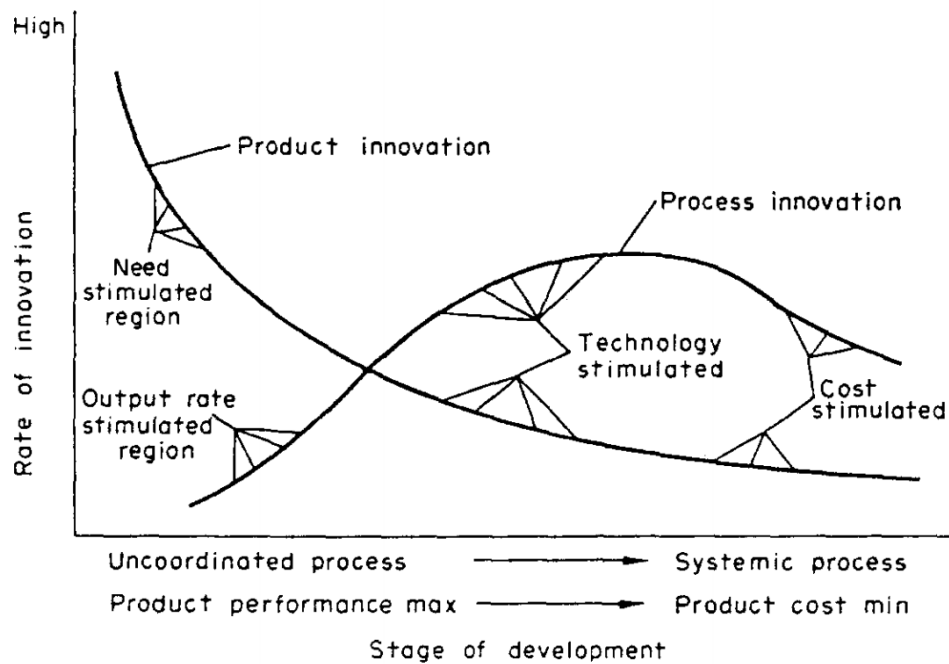 High
Product innovation
Process innovation
Need
stimulated
region
Technology
stimulated
Output rate
stimulated
region
Cost
stimulated
Rate of innovation
Uncoordinated process
Systemic process
Product performance max
Product cost min
Stage of development